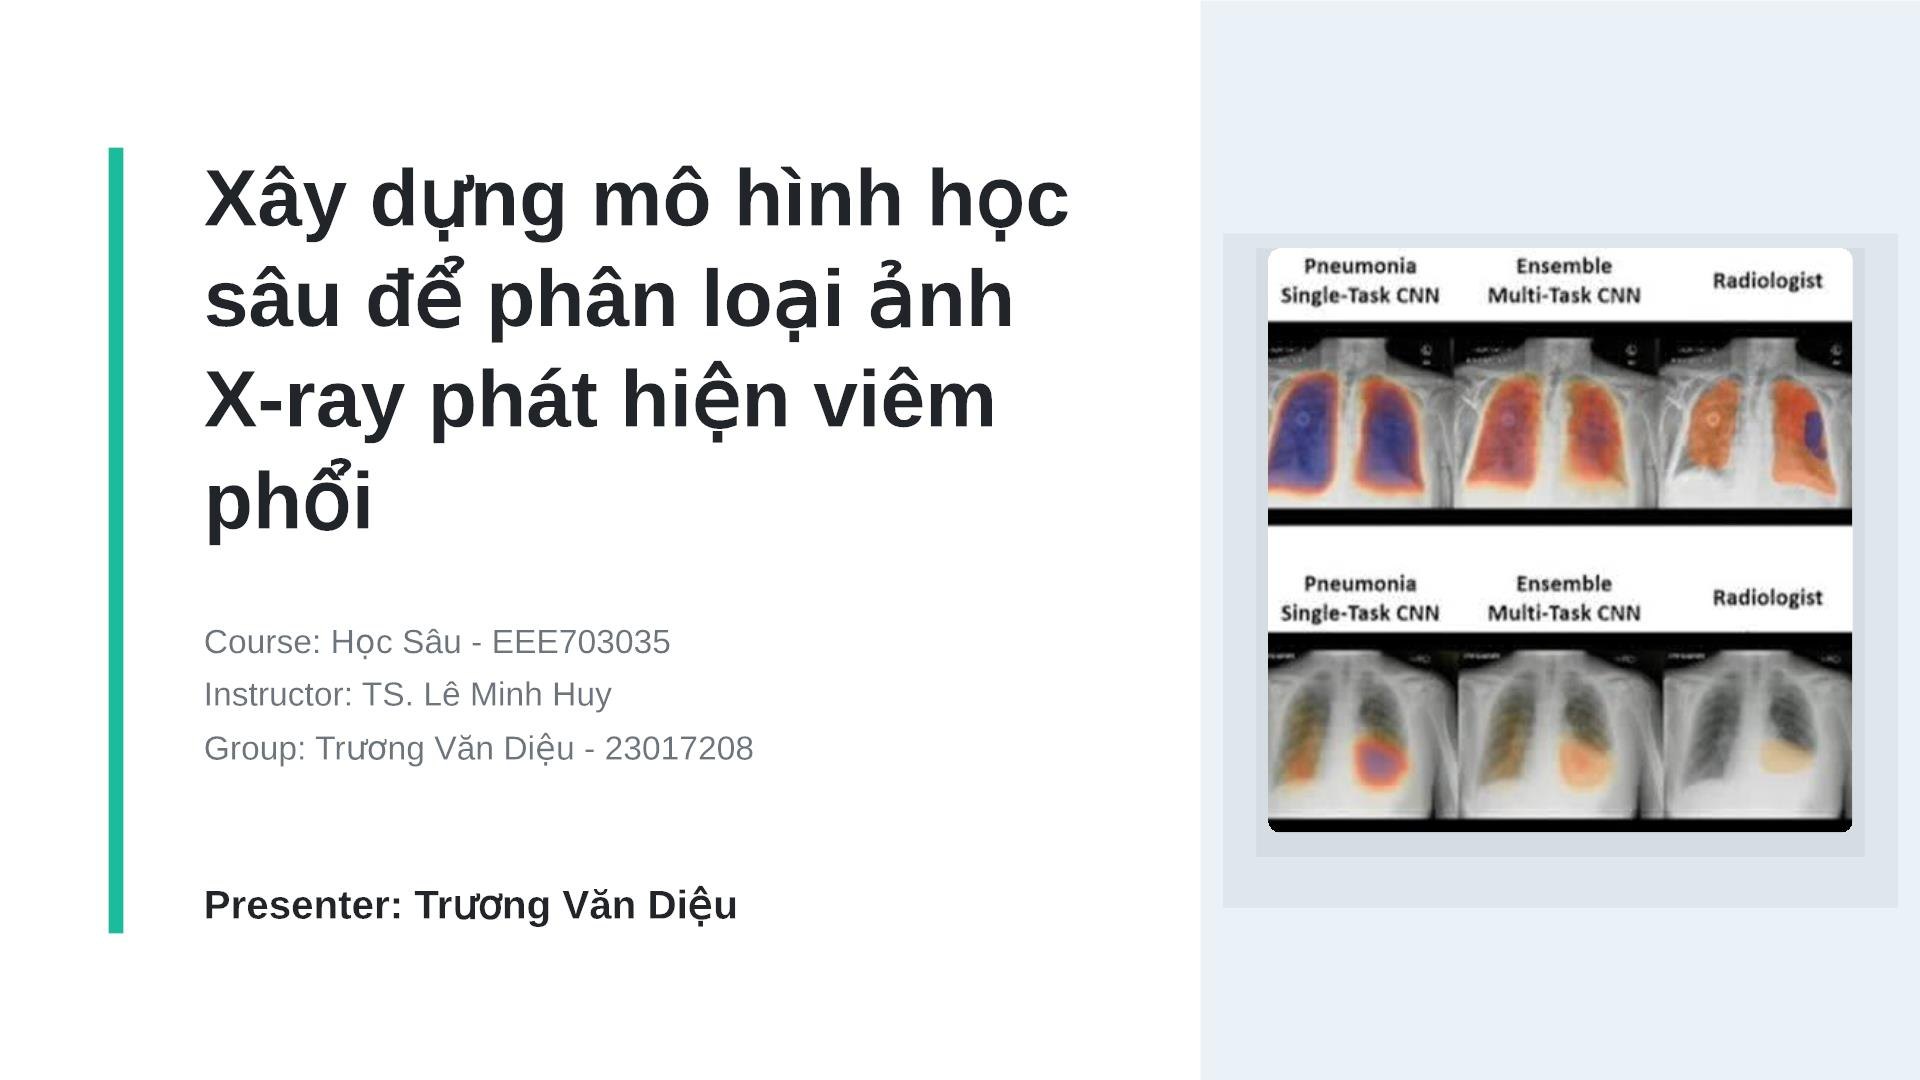 Xây dựng mô hình học
sâu để phân loại ảnh
X-ray phát hiện viêm
phổi
Course: Học Sâu - EEE703035
Instructor: TS. Lê Minh Huy
Group: Trương Văn Diệu - 23017208
Presenter: Trương Văn Diệu
Pneumonia
Single-Task CNN
Ensemble
Multi-Task CNN
Radiologist
Pneumonia
Single-Task CNN
Ensemble
Multi-Task CNN
Radiologist